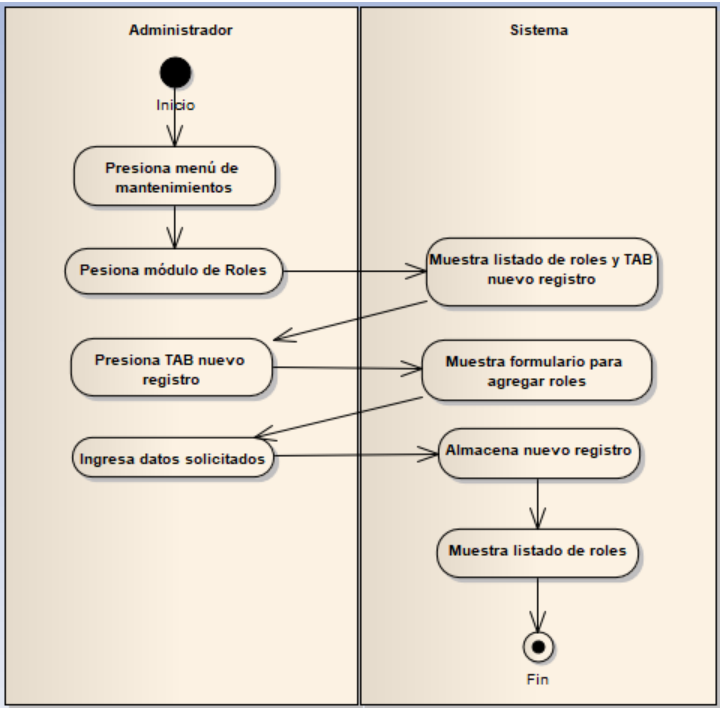 Administrador
Sistema
Inicio
Presiona menú de
mantenimientos
Pesiona módulo de Roles
Muestra listado de roles y TAB
nuevo registro
Presiona TAB nuevo
registro
Muestra formulario para
agregar roles
Ingresa datos solicitados
Almacena nuevo registro
Muestra listado de roles
Fin